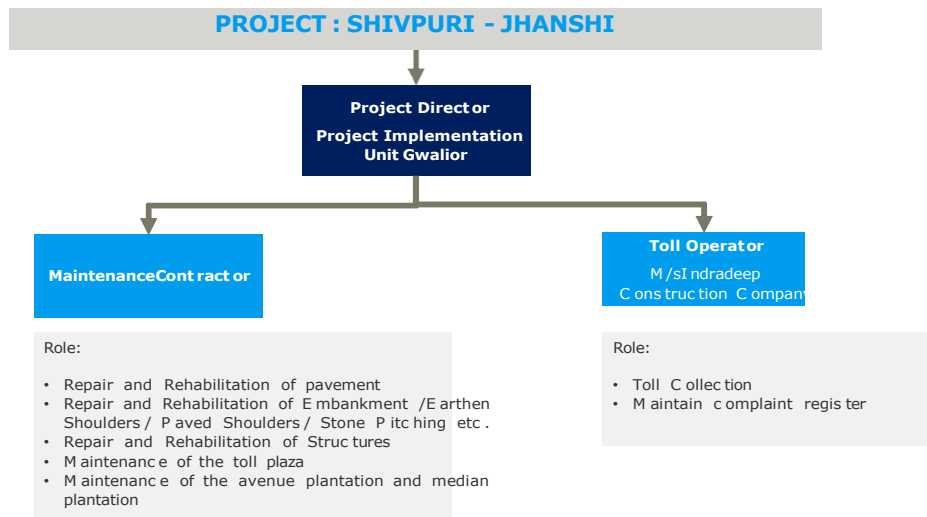 PROJECT : SHIVPURI - JHANSHI
Project Director
Project Implementation
Unit Gwalior
MaintenanceContractor
Toll Operator
M/sIndradeep
Construction Company
Role:
• Repair and Rehabilitation of pavement
• Repair and Rehabilitation of Embankment /Earthen
Shoulders/ Paved Shoulders/ Stone Pitching etc.
• Repair and Rehabilitation of Structures
• Maintenance of the toll plaza
• Maintenance of the avenue plantation and median
plantation
Role:
• Toll Collection
• Maintain complaint register